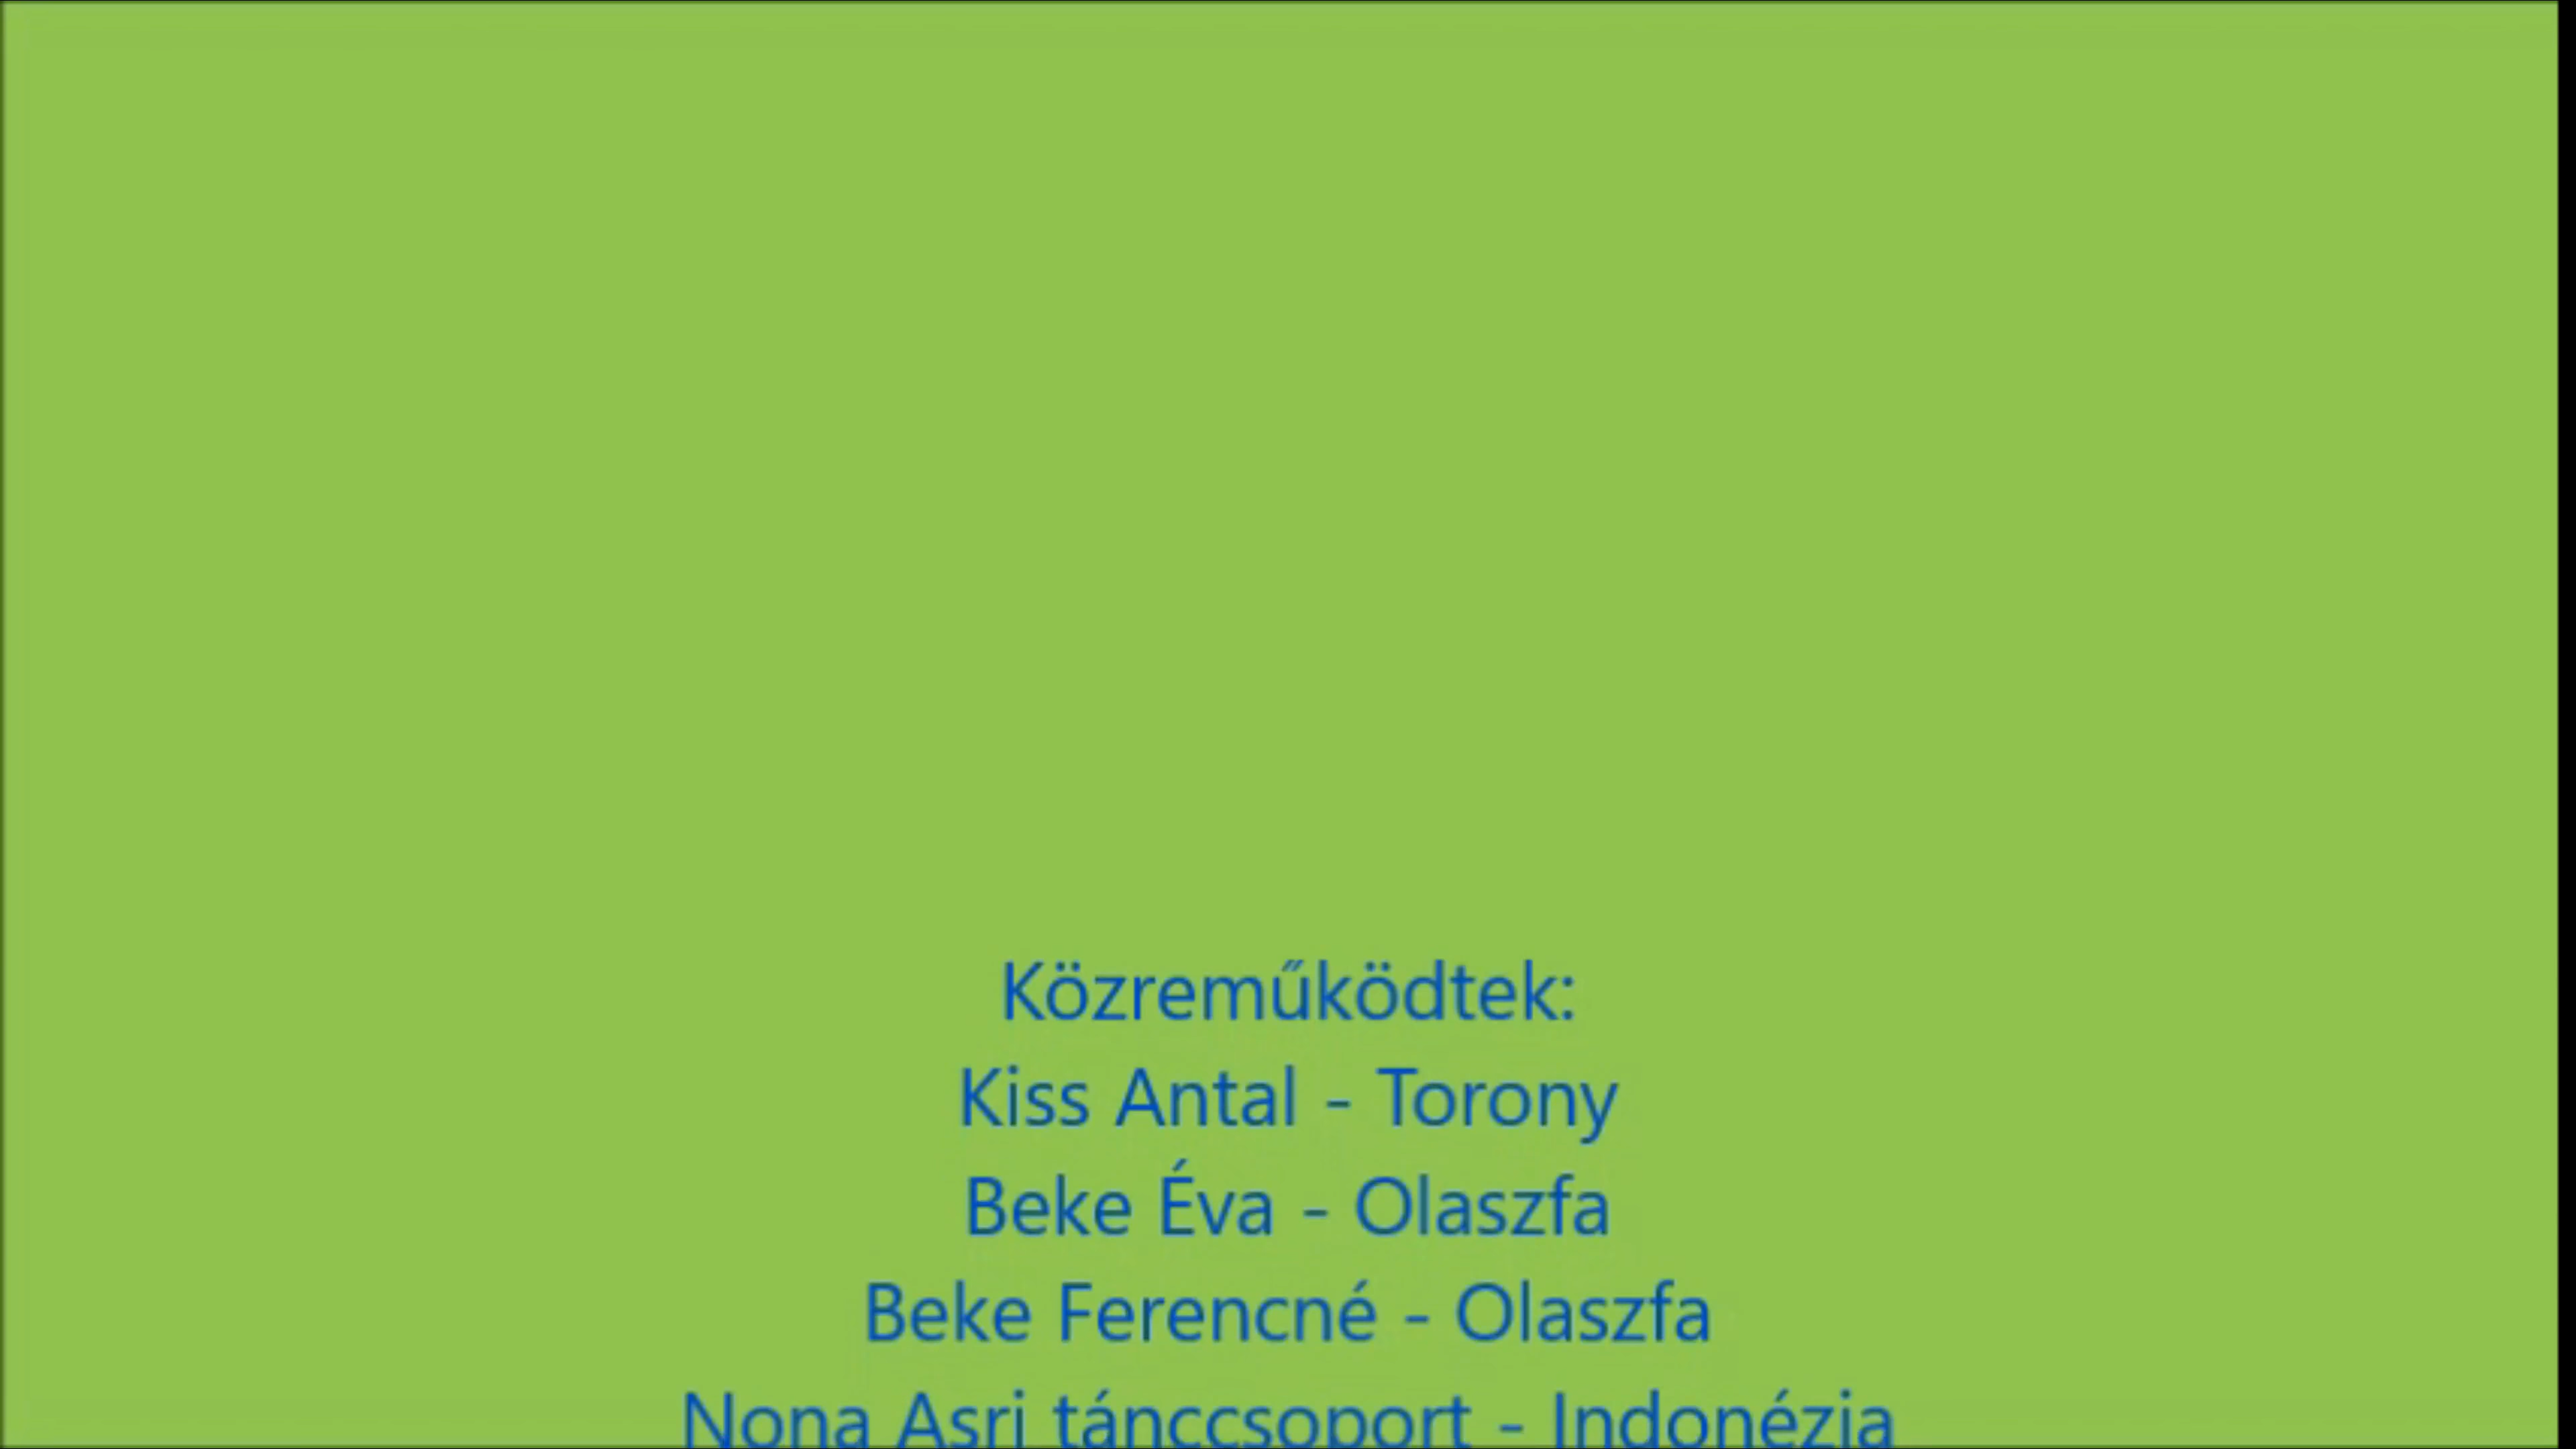 Közreműködtek:
Kiss Antal - Torony
Beke Éva - Olaszfa
Beke Ferencné - Olaszfa
Nona Asri tánccsoport - Indonézia